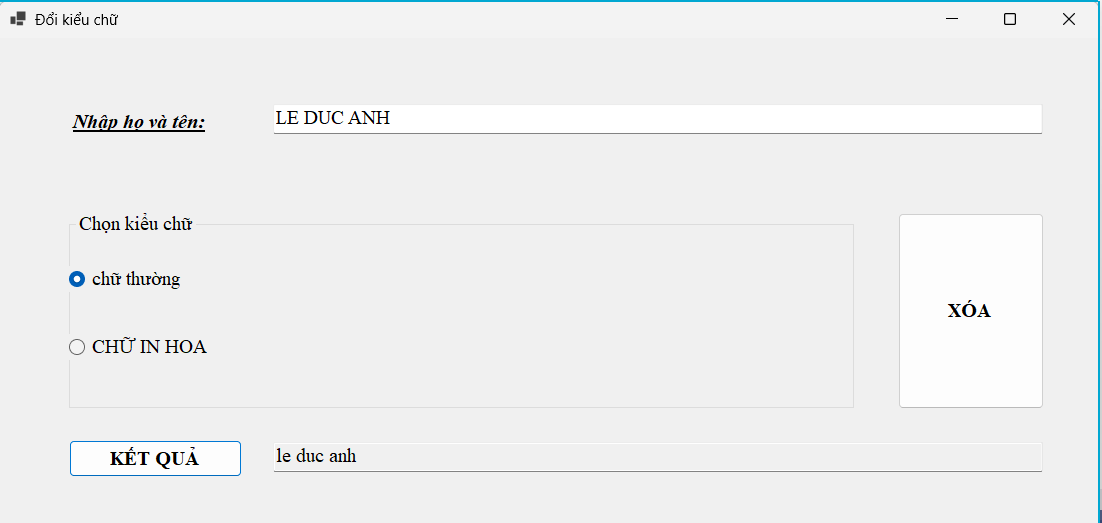 Đổi kiểu chữ
Nhập họ và tên: LE DUC ANH
Chọn kiểu chữ
chữ thường
XÓA
CHỮ IN HOA
KẾT QUẢ le duc anh